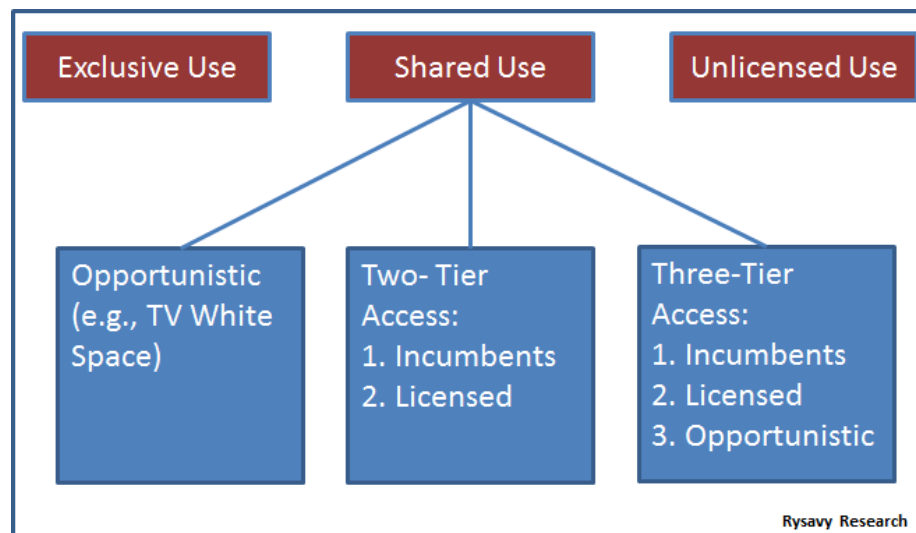 Exclusive Use
Shared Use
Unlicensed Use
Opportunistic
(e.g., TV White
Space)
Two- Tier
Access:
1. Incumbents
2. Licensed
Three-Tier
Access:
1. Incumbents
2. Licensed
3. Opportunistic
Rysavy Research